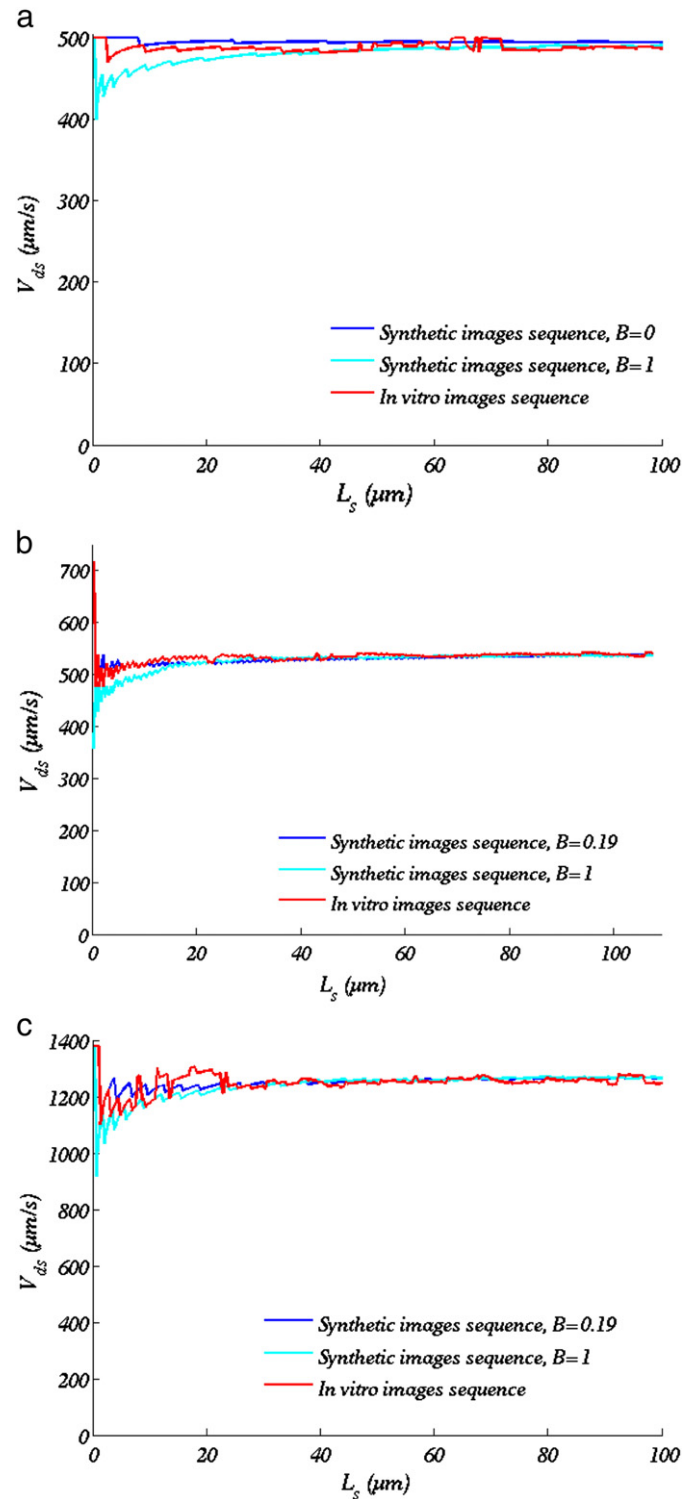 a
500
400
300
200
100
0
V_ds (μm/s)
Synthetic images sequence, B=0
Synthetic images sequence, B=1
In vitro images sequence
0 20 40 60 80 100
L_s (μm)
b
700
600
500
400
300
200
100
0
V_ds (μm/s)
Synthetic images sequence, B=0.19
Synthetic images sequence, B=1
In vitro images sequence
0 20 40 60 80 100
L_s (μm)
c
1400
1200
1000
800
600
400
200
0
V_ds (μm/s)
Synthetic images sequence, B=0.19
Synthetic images sequence, B=1
In vitro images sequence
0 20 40 60 80 100
L_s (μm)